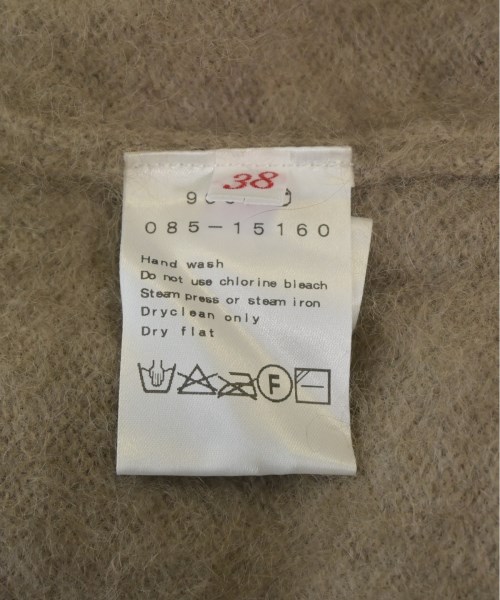 38
085-15160
Hand wash
Do not use chlorine bleach
Steam press or steam iron
Dryclean only
Dry flat
F